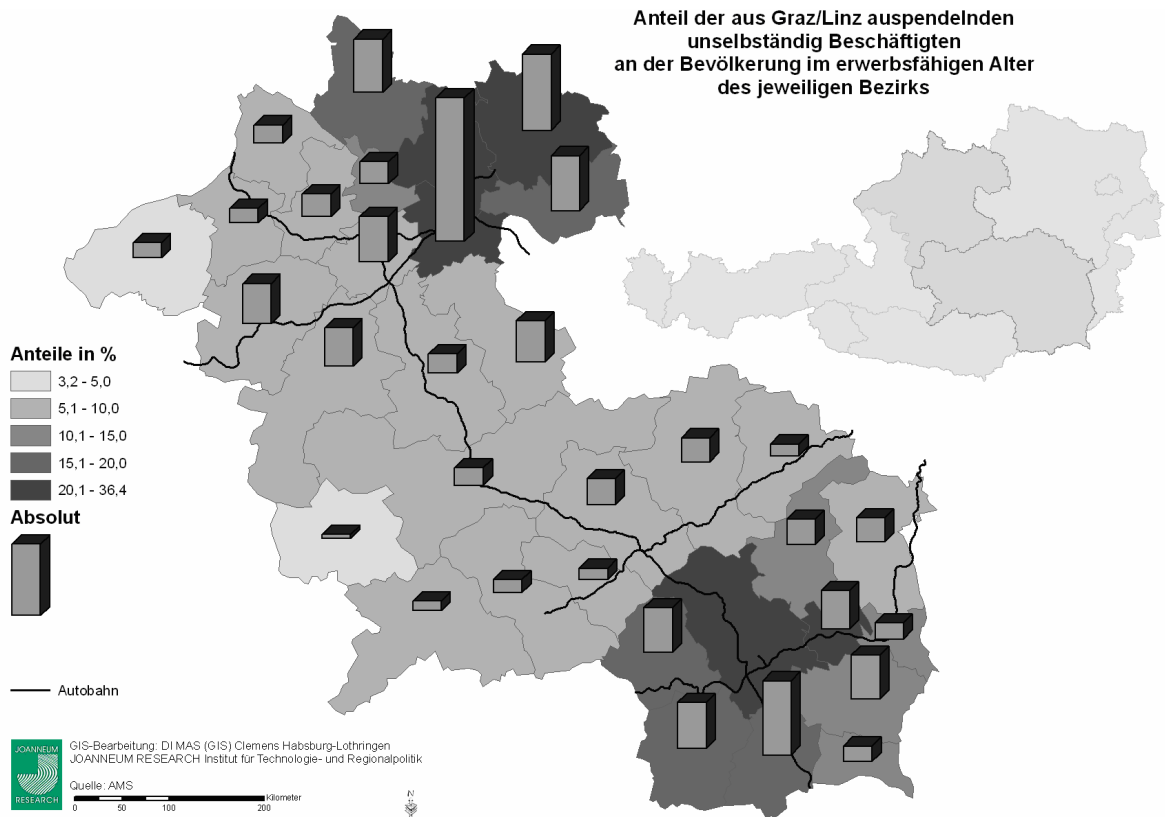 Anteil der aus Graz/Linz auspendelnden
unselbständig Beschäftigten
an der Bevölkerung im erwerbsfähigen Alter
des jeweiligen Bezirks
Anteile in %
3,2 - 5,0
5,1 - 10,0
10,1 - 15,0
15,1 - 20,0
20,1 - 36,4
Absolut
Autobahn
JOANNEUM
RESEARCH
GIS-Bearbeitung: DI MAS (GIS) Clemens Habsburg-Lothringen
JOANNEUM RESEARCH Institut für Technologie- und Regionalpolitik
Quelle: AMS
Kilometer
0 50 100 200
N